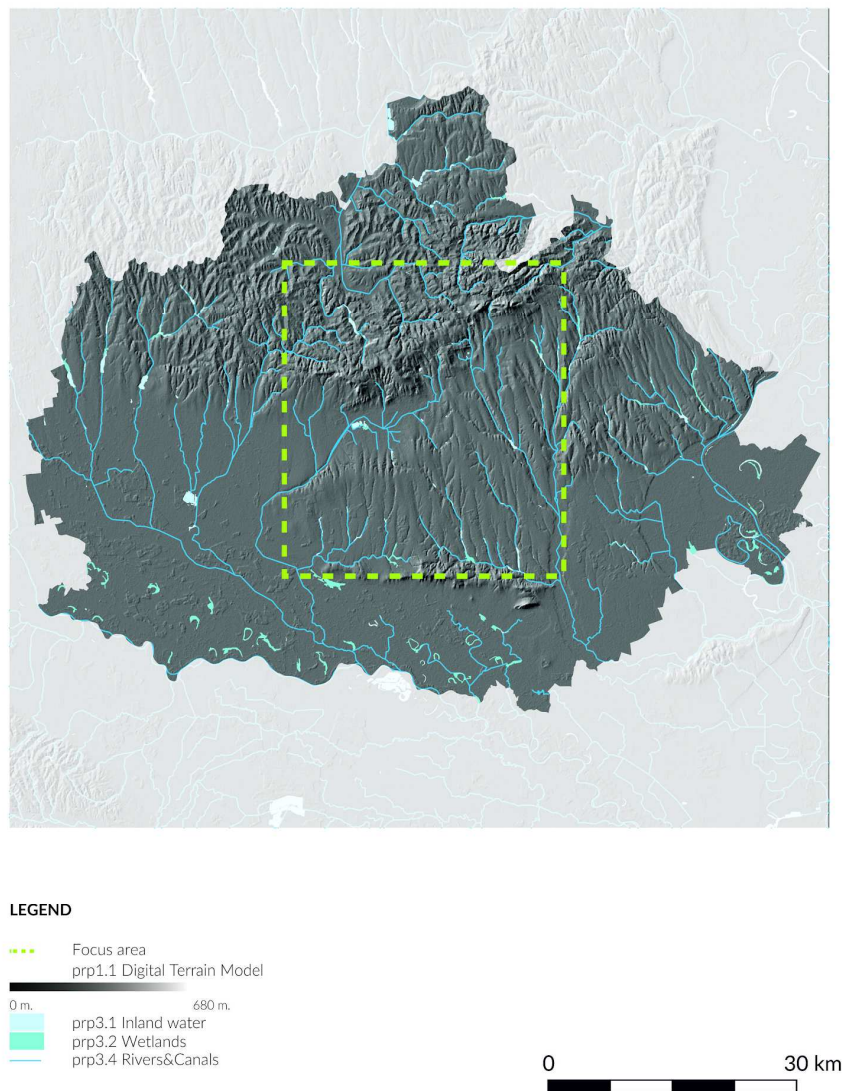 LEGEND
Focus area
prp1.1 Digital Terrain Model
0 m. 680 m.
prp3.1 Inland water
prp3.2 Wetlands
prp3.4 Rivers&Canals
0 30 km